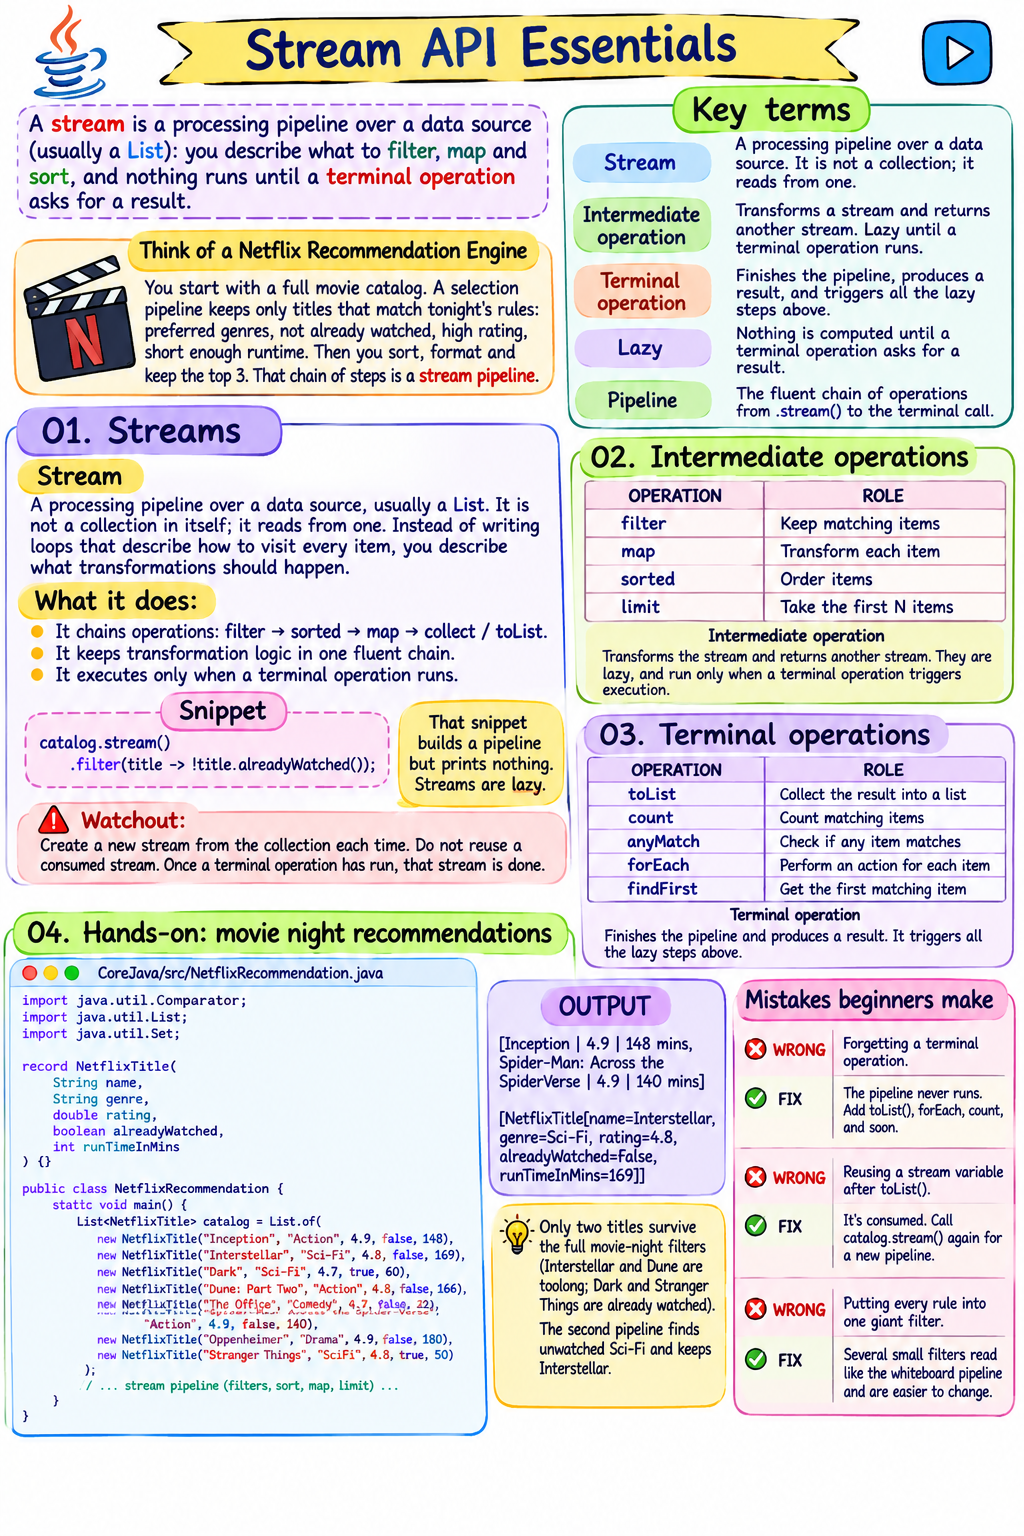 Stream API Essentials
A stream is a processing pipeline over a data source
(usually a List): you describe what to filter, map and
sort, and nothing runs until a terminal operation
asks for a result.
Think of a Netflix Recommendation Engine
N
You start with a full movie catalog. A selection
pipeline keeps only titles that match tonight's rules:
preferred genres, not already watched, high rating,
short enough runtime. Then you sort, format and
keep the top 3. That chain of steps is a stream pipeline.
Key terms
Stream
A processing pipeline over a data
source. It is not a collection; it
reads from one.
Intermediate
operation
Transforms a stream and returns
another stream. Lazy until a
terminal operation runs.
Terminal
operation
Finishes the pipeline, produces a
result, and triggers all the lazy
steps above.
Lazy
Nothing is computed until a
terminal operation asks for a
result.
Pipeline
The fluent chain of operations
from .stream() to the terminal call.
01. Streams
Stream
A processing pipeline over a data source, usually a List. It is
not a collection in itself; it reads from one. Instead of writing
loops that describe how to visit every item, you describe
what transformations should happen.
What it does:
It chains operations: filter → sorted → map → collect / toList.
It keeps transformation logic in one fluent chain.
It executes only when a terminal operation runs.
Snippet
catalog.stream()
.filter(title -> !title.alreadyWatched());
That snippet
builds a pipeline
but prints nothing.
Streams are lazy.
Watchout:
Create a new stream from the collection each time. Do not reuse a
consumed stream. Once a terminal operation has run, that stream is done.
02. Intermediate operations
OPERATION ROLE
filter Keep matching items
map Transform each item
sorted Order items
limit Take the first N items
Intermediate operation
Transforms the stream and returns another stream. They are
lazy, and run only when a terminal operation triggers
execution.
03. Terminal operations
OPERATION ROLE
toList Collect the result into a list
count Count matching items
anyMatch Check if any item matches
forEach Perform an action for each item
findFirst Get the first matching item
Terminal operation
Finishes the pipeline and produces a result. It triggers all
the lazy steps above.
04. Hands-on: movie night recommendations
CoreJava/src/NetflixRecommendation.java
import java.util.Comparator;
import java.util.List;
import java.util.Set;
record NetflixTitle(
String name,
String genre,
double rating,
boolean alreadyWatched,
int runTimeInMins
) {}
public class NetflixRecommendation {
stattc void main() {
List<NetflixTitle> catalog = List.of(
new NetflixTitle("Inception", "Action", 4.9, false, 148),
new NetflixTitle("Interstellar", "Sci-Fi", 4.8, false, 169),
new NetflixTitle("Dark", "Sci-Fi", 4.7, true, 60),
new NetflixTitle("Dune: Part Two", "Action", 4.8, false, 166),
new NetflixTitle("The Office", "Comedy", 4.7, false, 22),
"Action", 4.9, false, 140),
new NetflixTitle("Oppenheimer", "Drama", 4.9, false, 180),
new NetflixTitle("Stranger Things", "SciFi", 4.8, true, 50)
);
/ ... stream pipeline (filters, sort, map, limit) ...
}
}
OUTPUT
[Inception | 4.9 | 148 mins,
Spider-Man: Across the
SpiderVerse | 4.9 | 140 mins]
[NetflixTitle[name=Interstellar,
genre=Sci-Fi, rating=4.8,
alreadyWatched=False,
runTimeInMins=169]]
Only two titles survive
the full movie-night filters
(Interstellar and Dune are
toolong; Dark and Stranger
Things are already watched).
The second pipeline finds
unwatched Sci-Fi and keeps
Interstellar.
Mistakes beginners make
WRONG
Forgetting a terminal
operation.
FIX
The pipeline never runs.
Add toList(), forEach, count,
and soon.
WRONG
Reusing a stream variable
after toList().
FIX
It's consumed. Call
catalog.stream() again for
a new pipeline.
WRONG
Putting every rule into
one giant filter.
FIX
Several small filters read
like the whiteboard pipeline
and are easier to change.